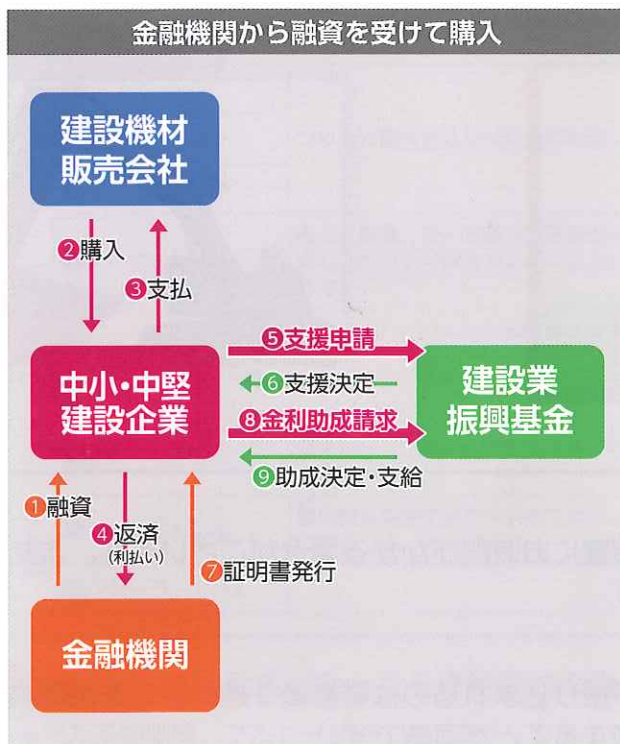 金融機関から融資を受けて購入
建設機材
販売会社
❷購入
❸支払
❺支援申請
中小・中堅
建設企業
❻支援決定
建設業
振興基金
❽金利助成請求
❾助成決定・支給
❶融資
❹返済
(利払い)
❼証明書発行
金融機関